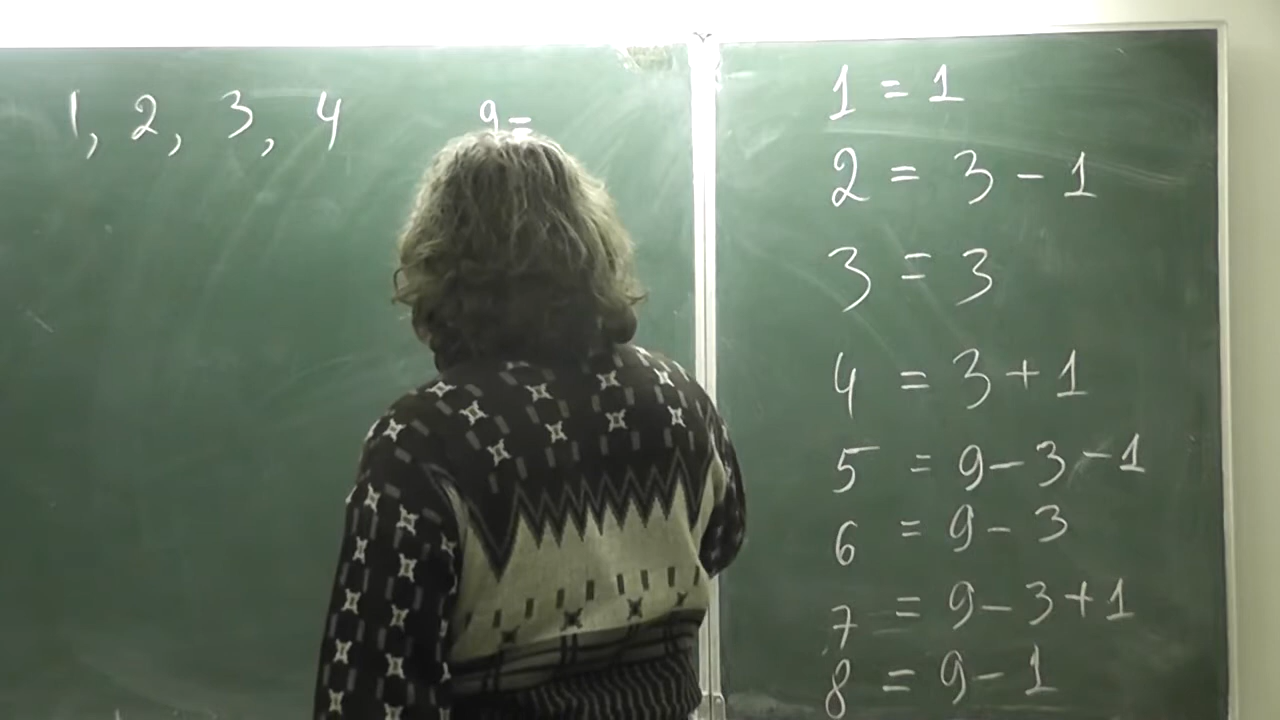 1, 2, 3, 4
9=
1 = 1
2 = 3 - 1
3 = 3
4 = 3 + 1
5 = 9 - 3 - 1
6 = 9 - 3
7 = 9 - 3 + 1
8 = 9 - 1